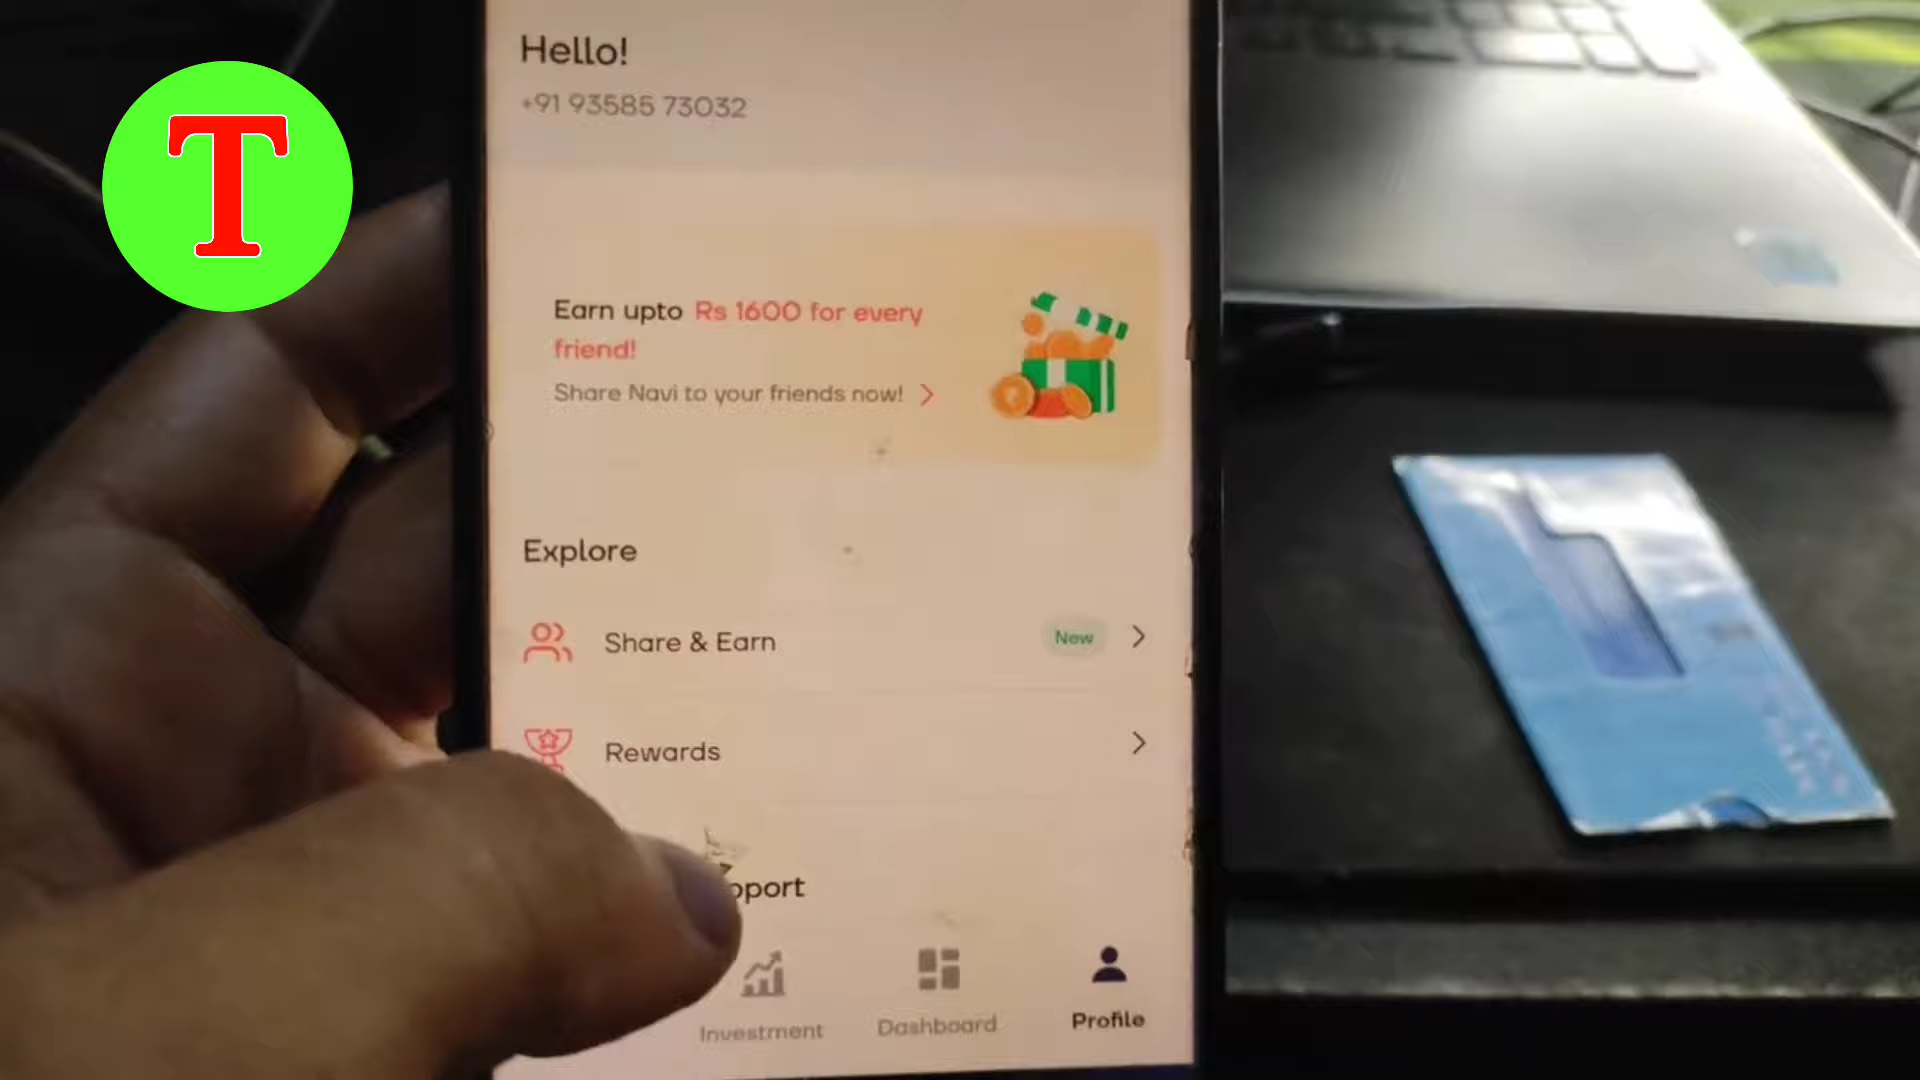 T
Hello!
+91 93585 73032
Earn upto Rs 1600 for every
friend!
Share Navi to your friends now!
Explore
Share & Earn
New
Rewards
Investment
Dashboard
Profile